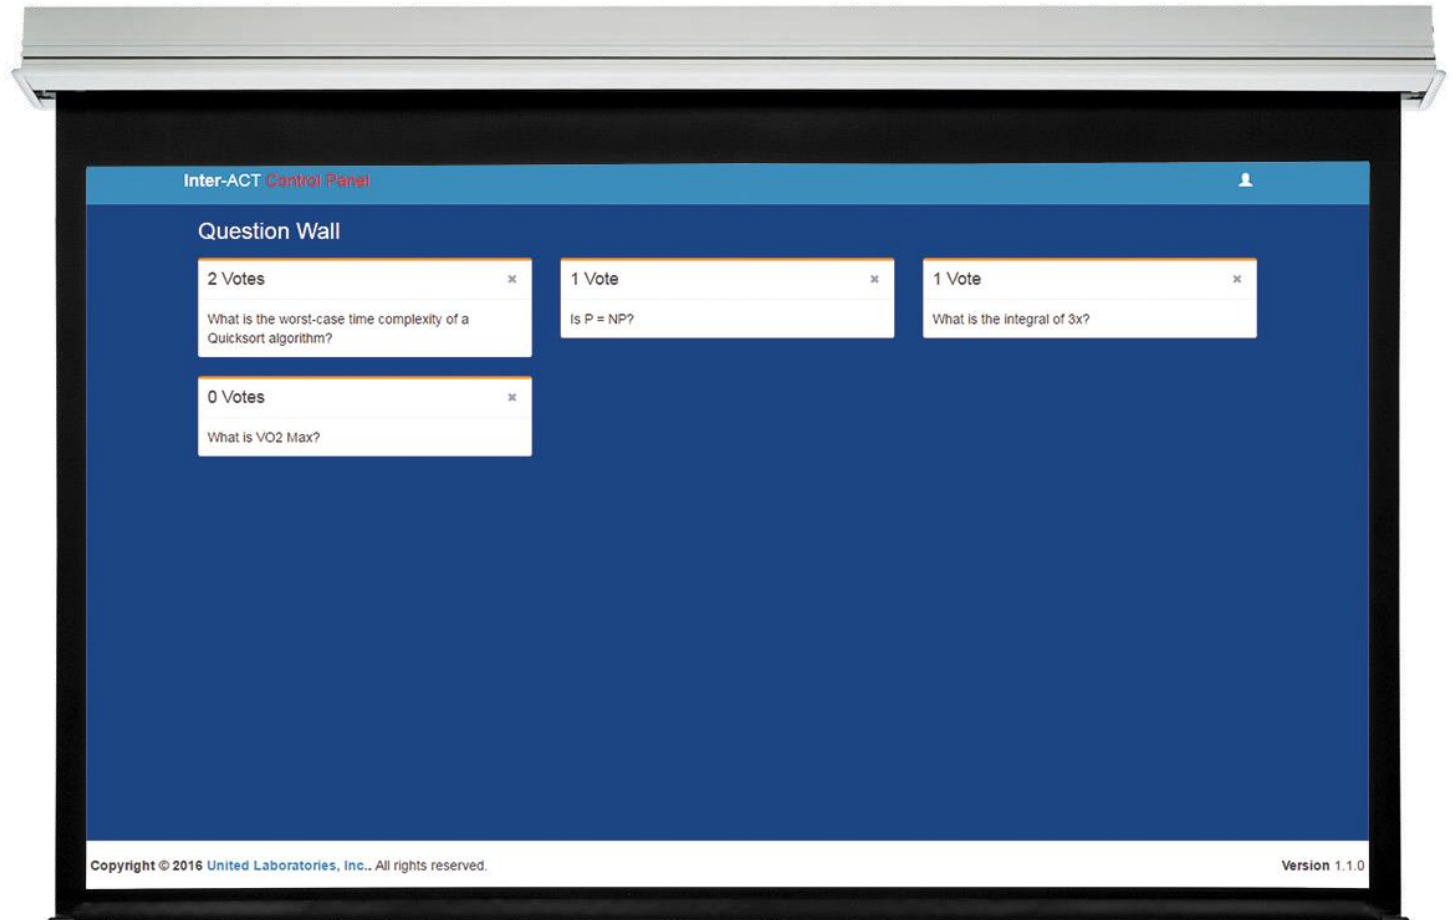 Inter-ACT Control Panel
Question Wall
2 Votes
What is the worst-case time complexity of a
Quicksort algorithm?
1 Vote
Is P = NP?
1 Vote
What is the integral of 3x?
0 Votes
What is VO2 Max?
Copyright © 2016 United Laboratories, Inc.. All rights reserved.
Version 1.1.0